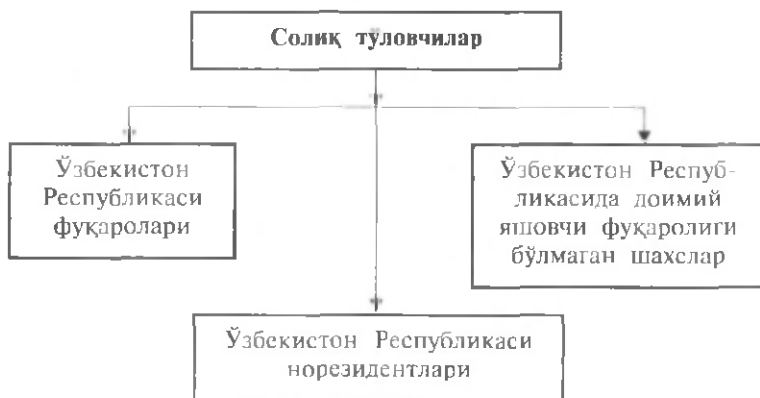 Солиқ туловчилар
Ўзбекистон
Республикаси
фуқаролари
Ўзбекистон Респуб-
ликасида доимий
яшовчи фуқаролиги
бўлмаган шахслар
Ўзбекистон Республикаси
норезидентлари